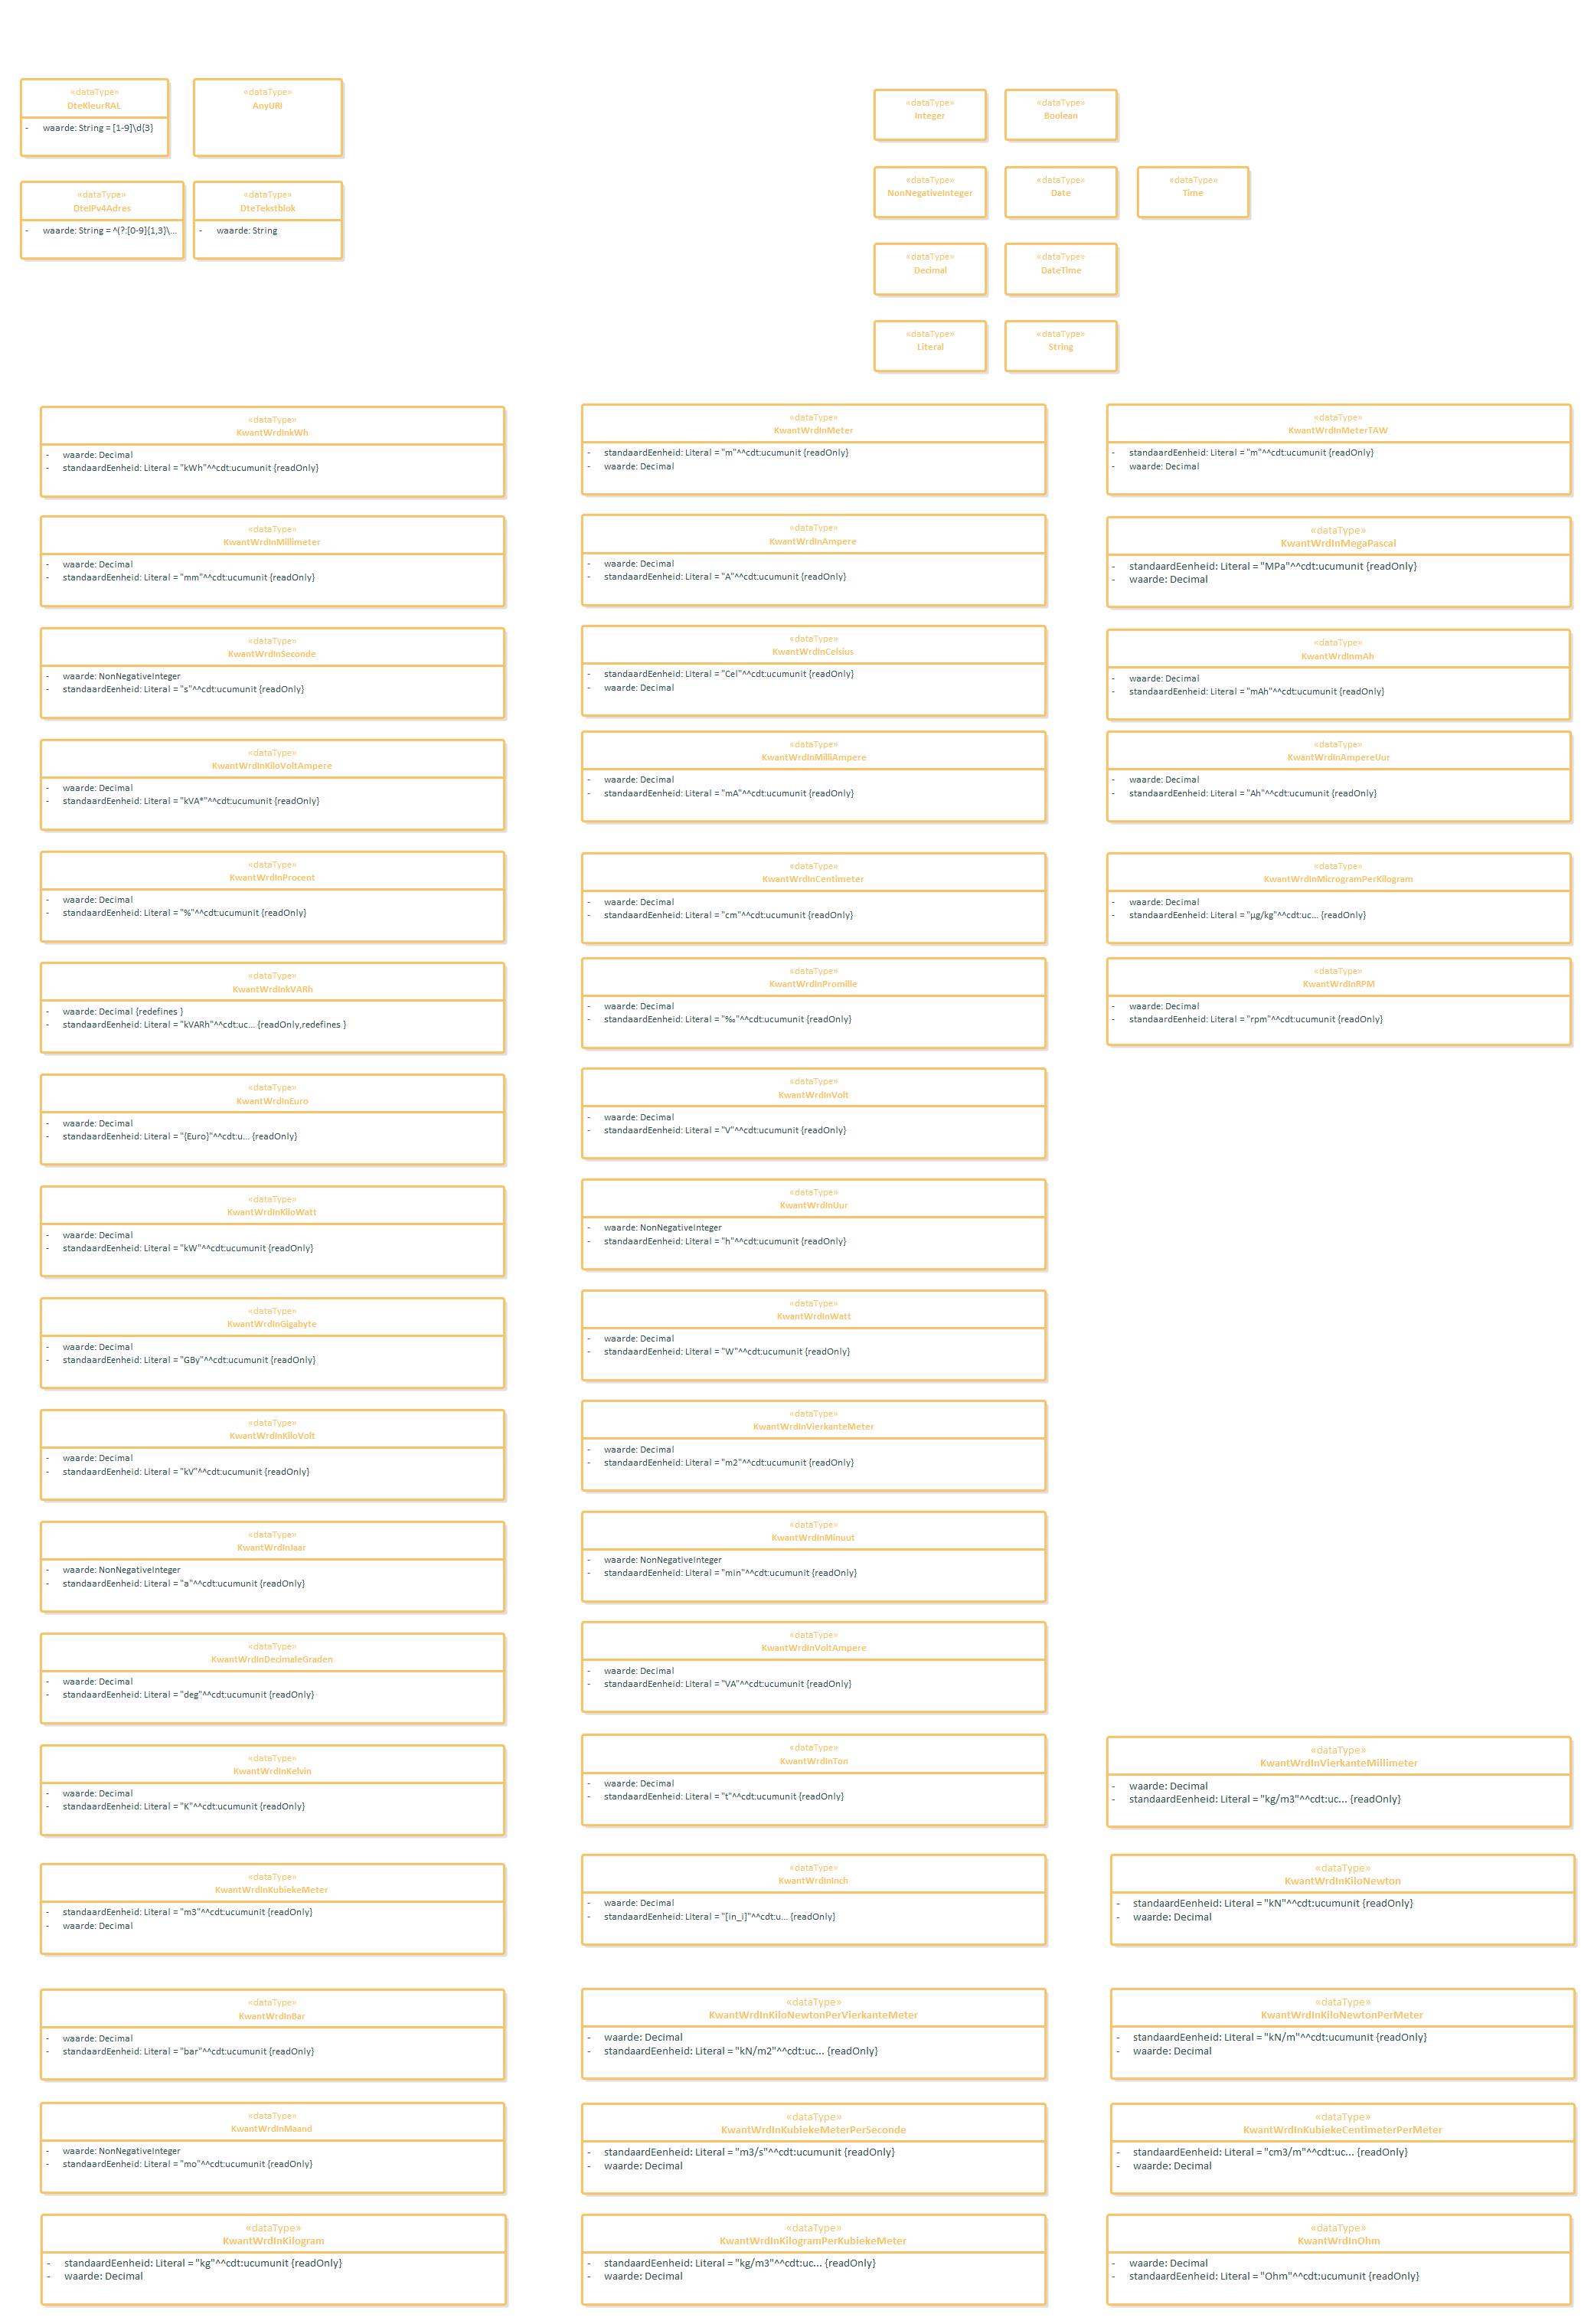 «dataType»
DteKleurRAL
- waarde: String = [1-9]\d{3}
«dataType»
AnyURI
«dataType»
DteIPv4Adres
- waarde: String = ^(?:[0-9]{1,3}\...
«dataType»
DteTekstblok
- waarde: String
«dataType»
Integer
«dataType»
Boolean
«dataType»
NonNegativeInteger
«dataType»
Date
«dataType»
Time
«dataType»
Decimal
«dataType»
DateTime
«dataType»
Literal
«dataType»
String
«dataType»
KwantWrdInkWh
- waarde: Decimal
- standaardEenheid: Literal = "kWh"^^cdt:ucumunit {readOnly}
«dataType»
KwantWrdInMeter
- standaardEenheid: Literal = "m"^^cdt:ucumunit {readOnly}
- waarde: Decimal
«dataType»
KwantWrdInMeterTAW
- standaardEenheid: Literal = "m"^^cdt:ucumunit {readOnly}
- waarde: Decimal
«dataType»
KwantWrdInMillimeter
- waarde: Decimal
- standaardEenheid: Literal = "mm"^^cdt:ucumunit {readOnly}
«dataType»
KwantWrdInAmpere
- waarde: Decimal
- standaardEenheid: Literal = "A"^^cdt:ucumunit {readOnly}
«dataType»
KwantWrdInMegaPascal
- standaardEenheid: Literal = "MPa"^^cdt:ucumunit {readOnly}
- waarde: Decimal
«dataType»
KwantWrdInSeconde
- waarde: NonNegativeInteger
- standaardEenheid: Literal = "s"^^cdt:ucumunit {readOnly}
«dataType»
KwantWrdInCelsius
- standaardEenheid: Literal = "Cel"^^cdt:ucumunit {readOnly}
- waarde: Decimal
«dataType»
KwantWrdInmAh
- waarde: Decimal
- standaardEenheid: Literal = "mAh"^^cdt:ucumunit {readOnly}
«dataType»
KwantWrdInKiloVoltAmpere
- waarde: Decimal
- standaardEenheid: Literal = "kVA*"^^cdt:ucumunit {readOnly}
«dataType»
KwantWrdInMilliAmpere
- waarde: Decimal
- standaardEenheid: Literal = "mA"^^cdt:ucumunit {readOnly}
«dataType»
KwantWrdInAmpereUur
- waarde: Decimal
- standaardEenheid: Literal = "Ah"^^cdt:ucumunit {readOnly}
«dataType»
KwantWrdInProcent
- waarde: Decimal
- standaardEenheid: Literal = "%"^^cdt:ucumunit {readOnly}
«dataType»
KwantWrdInCentimeter
- waarde: Decimal
- standaardEenheid: Literal = "cm"^^cdt:ucumunit {readOnly}
«dataType»
KwantWrdInMicrogramPerKilogram
- waarde: Decimal
- standaardEenheid: Literal = "µg/kg"^^cdt:uc... {readOnly}
«dataType»
KwantWrdInkVARh
- waarde: Decimal {redefines }
- standaardEenheid: Literal = "kVARh"^^cdt:uc... {readOnly,redefines }
«dataType»
KwantWrdInPromille
- waarde: Decimal
- standaardEenheid: Literal = "‰"^^cdt:ucumunit {readOnly}
«dataType»
KwantWrdInRPM
- waarde: Decimal
- standaardEenheid: Literal = "rpm"^^cdt:ucumunit {readOnly}
«dataType»
KwantWrdInEuro
- waarde: Decimal
- standaardEenheid: Literal = "{Euro}"^^cdt:u... {readOnly}
«dataType»
KwantWrdInVolt
- waarde: Decimal
- standaardEenheid: Literal = "V"^^cdt:ucumunit {readOnly}
«dataType»
KwantWrdInKiloWatt
- waarde: Decimal
- standaardEenheid: Literal = "kW"^^cdt:ucumunit {readOnly}
«dataType»
KwantWrdInUur
- waarde: NonNegativeInteger
- standaardEenheid: Literal = "h"^^cdt:ucumunit {readOnly}
«dataType»
KwantWrdInGigabyte
- waarde: Decimal
- standaardEenheid: Literal = "GBy"^^cdt:ucumunit {readOnly}
«dataType»
KwantWrdInWatt
- waarde: Decimal
- standaardEenheid: Literal = "W"^^cdt:ucumunit {readOnly}
«dataType»
KwantWrdInKiloVolt
- waarde: Decimal
- standaardEenheid: Literal = "kV"^^cdt:ucumunit {readOnly}
«dataType»
KwantWrdInVierkanteMeter
- waarde: Decimal
- standaardEenheid: Literal = "m2"^^cdt:ucumunit {readOnly}
«dataType»
KwantWrdInJaar
- waarde: NonNegativeInteger
- standaardEenheid: Literal = "a"^^cdt:ucumunit {readOnly}
«dataType»
KwantWrdInMinuut
- waarde: NonNegativeInteger
- standaardEenheid: Literal = "min"^^cdt:ucumunit {readOnly}
«dataType»
KwantWrdInDecimaleGraden
- waarde: Decimal
- standaardEenheid: Literal = "deg"^^cdt:ucumunit {readOnly}
«dataType»
KwantWrdInVoltAmpere
- waarde: Decimal
- standaardEenheid: Literal = "VA"^^cdt:ucumunit {readOnly}
«dataType»
KwantWrdInKelvin
- waarde: Decimal
- standaardEenheid: Literal = "K"^^cdt:ucumunit {readOnly}
«dataType»
KwantWrdInTon
- waarde: Decimal
- standaardEenheid: Literal = "t"^^cdt:ucumunit {readOnly}
«dataType»
KwantWrdInVierkanteMillimeter
- waarde: Decimal
- standaardEenheid: Literal = "kg/m3"^^cdt:uc... {readOnly}
«dataType»
KwantWrdInKubiekeMeter
- standaardEenheid: Literal = "m3"^^cdt:ucumunit {readOnly}
- waarde: Decimal
«dataType»
KwantWrdInInch
- waarde: Decimal
- standaardEenheid: Literal = "[in_i]"^^cdt:u... {readOnly}
«dataType»
KwantWrdInKiloNewton
- standaardEenheid: Literal = "kN"^^cdt:ucumunit {readOnly}
- waarde: Decimal
«dataType»
KwantWrdInBar
- waarde: Decimal
- standaardEenheid: Literal = "bar"^^cdt:ucumunit {readOnly}
«dataType»
KwantWrdInKiloNewtonPerVierkanteMeter
- waarde: Decimal
- standaardEenheid: Literal = "kN/m2"^^cdt:uc... {readOnly}
«dataType»
KwantWrdInKiloNewtonPerMeter
- standaardEenheid: Literal = "kN/m"^^cdt:ucumunit {readOnly}
- waarde: Decimal
«dataType»
KwantWrdInMaand
- waarde: NonNegativeInteger
- standaardEenheid: Literal = "mo"^^cdt:ucumunit {readOnly}
«dataType»
KwantWrdInKubiekeMeterPerSeconde
- standaardEenheid: Literal = "m3/s"^^cdt:ucumunit {readOnly}
- waarde: Decimal
«dataType»
KwantWrdInKubiekeCentimeterPerMeter
- standaardEenheid: Literal = "cm3/m"^^cdt:uc... {readOnly}
- waarde: Decimal
«dataType»
KwantWrdInKilogram
- standaardEenheid: Literal = "kg"^^cdt:ucumunit {readOnly}
- waarde: Decimal
«dataType»
KwantWrdInKilogramPerKubiekeMeter
- standaardEenheid: Literal = "kg/m3"^^cdt:uc... {readOnly}
- waarde: Decimal
«dataType»
KwantWrdInOhm
- waarde: Decimal
- standaardEenheid: Literal = "Ohm"^^cdt:ucumunit {readOnly}